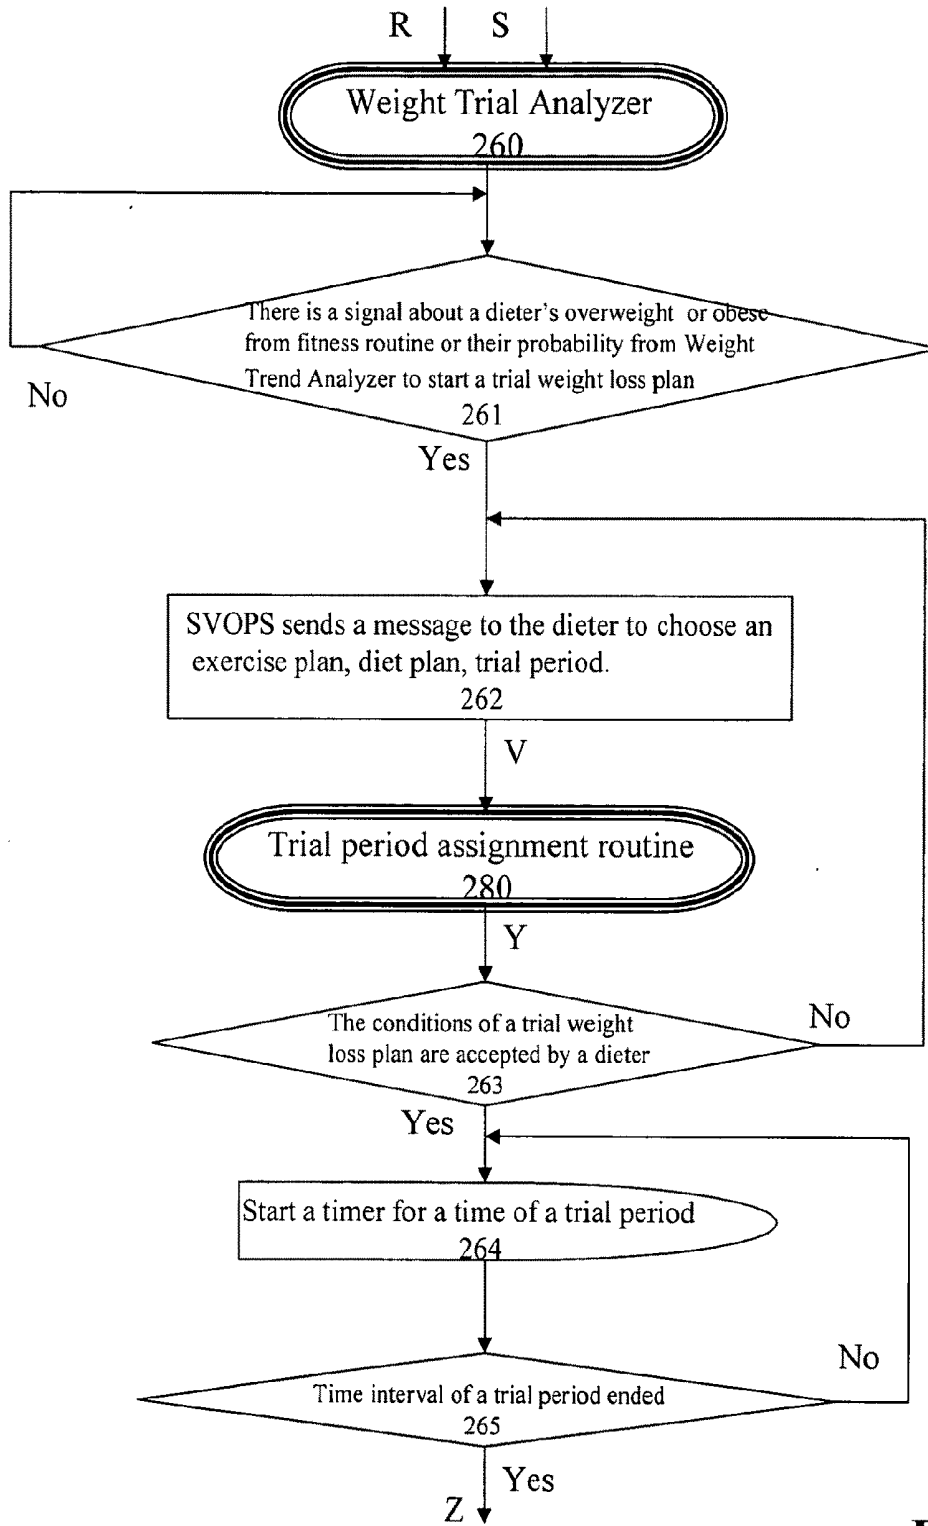 R S
Weight Trial Analyzer
260
There is a signal about a dieter's overweight or obese
from fitness routine or their probability from Weight
Trend Analyzer to start a trial weight loss plan
261
No
Yes
SVOPS sends a message to the dieter to choose an
exercise plan, diet plan, trial period.
262
V
Trial period assignment routine
280
Y
The conditions of a trial weight
loss plan are accepted by a dieter
263
No
Yes
Start a timer for a time of a trial period
264
No
Time interval of a trial period ended
265
Yes
Z